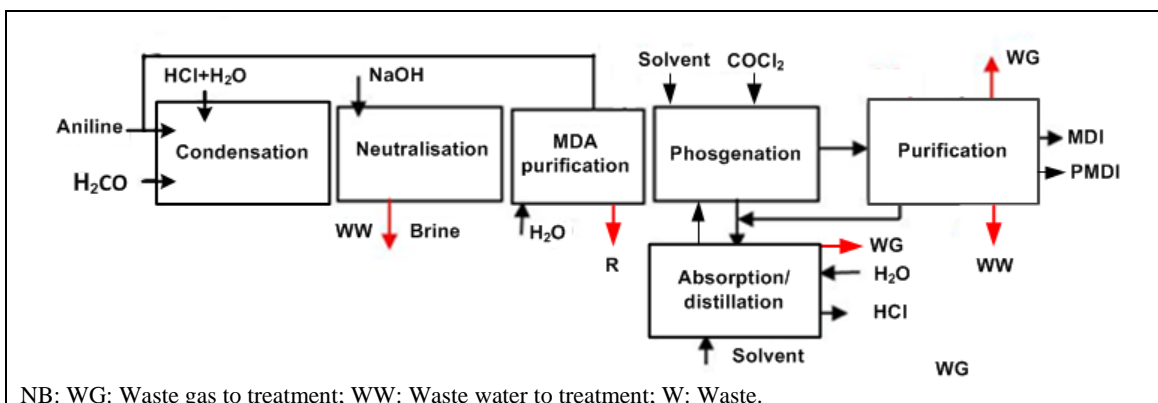 HCl+H₂O
NaOH
Solvent
COCl₂
WG
Aniline
H₂CO
Condensation
Neutralisation
MDA
purification
Phosgenation
Purification
MDI
PMDI
WW
Brine
H₂O
R
WG
WW
Absorption/
distillation
H₂O
HCl
Solvent
WG
NB: WG: Waste gas to treatment; WW: Waste water to treatment; W: Waste.